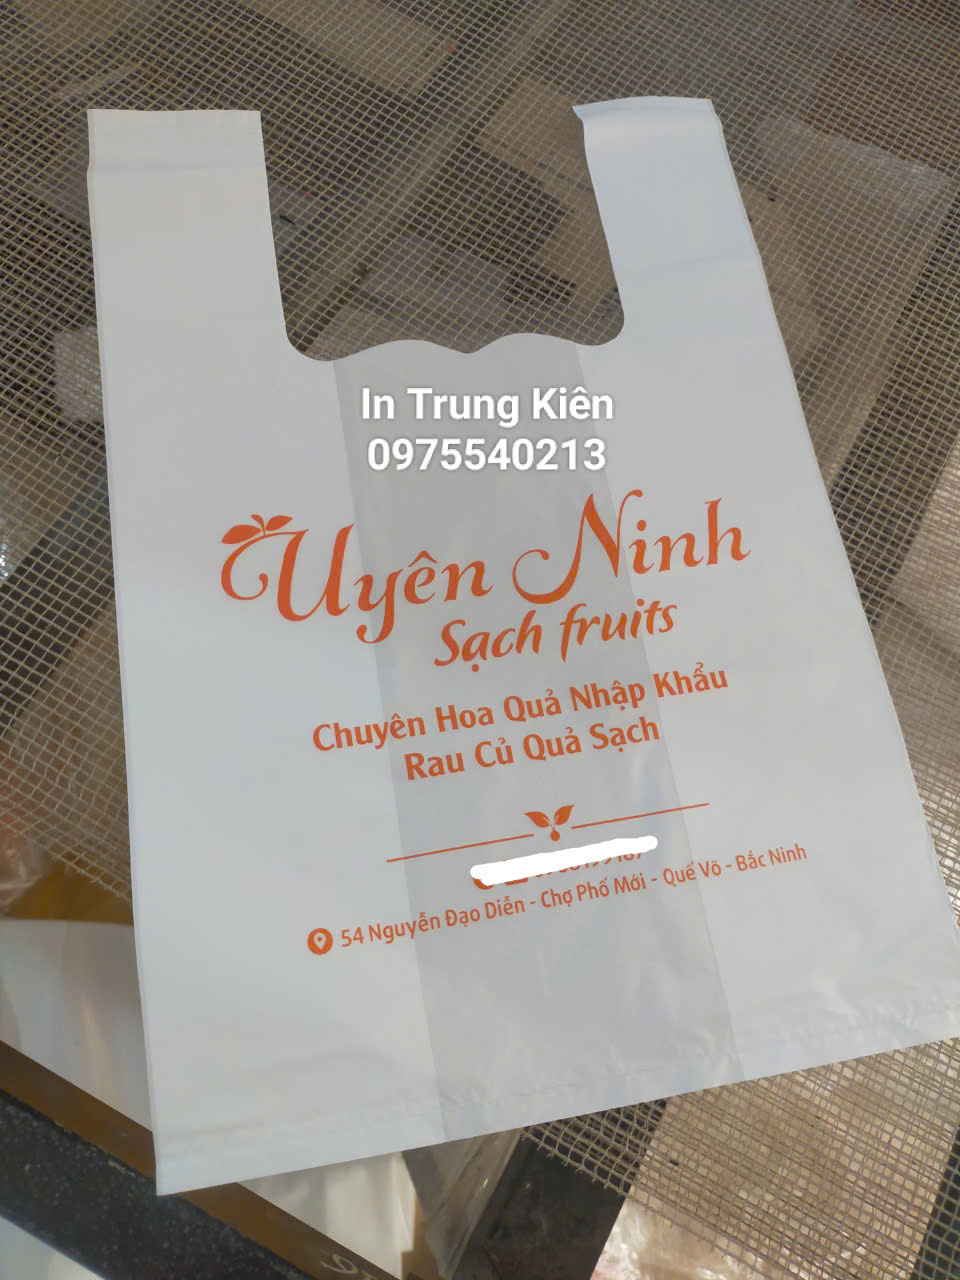 In Trung Kiên
0975540213
Uyên Ninh
Sạch fruits
Chuyên Hoa Quả Nhập Khẩu
Rau Củ Quả Sạch
54 Nguyễn Đạo Diễn - Chợ Phố Mới - Quế Võ - Bắc Ninh